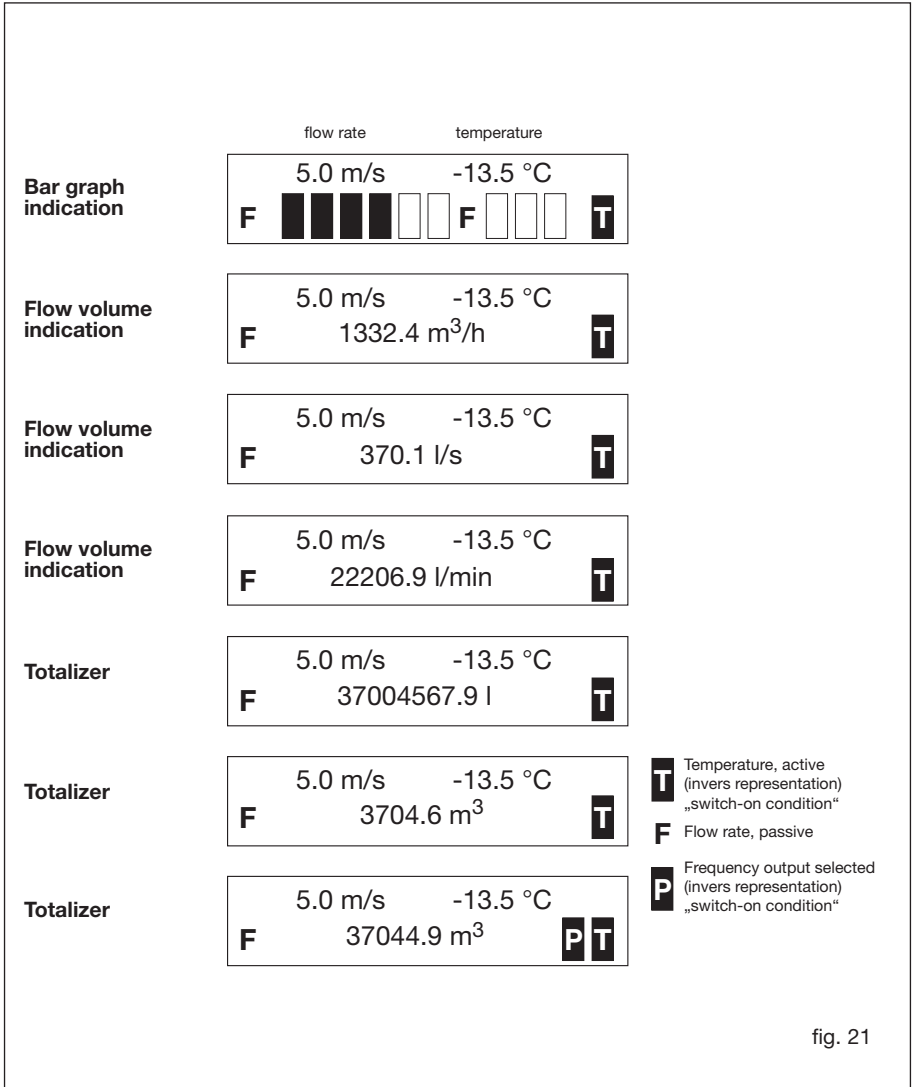 flow rate temperature
Bar graph
indication
5.0 m/s -13.5 °C
F F T
Flow volume
indication
5.0 m/s -13.5 °C
F 1332.4 m³/h T
Flow volume
indication
5.0 m/s -13.5 °C
F 370.1 l/s T
Flow volume
indication
5.0 m/s -13.5 °C
F 22206.9 l/min T
Totalizer
5.0 m/s -13.5 °C
F 37004567.9 l T
Totalizer
5.0 m/s -13.5 °C
F 3704.6 m³ T
T Temperature, active
(invers representation)
„switch-on condition“
F Flow rate, passive
P Frequency output selected
(invers representation)
„switch-on condition“
Totalizer
5.0 m/s -13.5 °C
F 37044.9 m³ P T
fig. 21